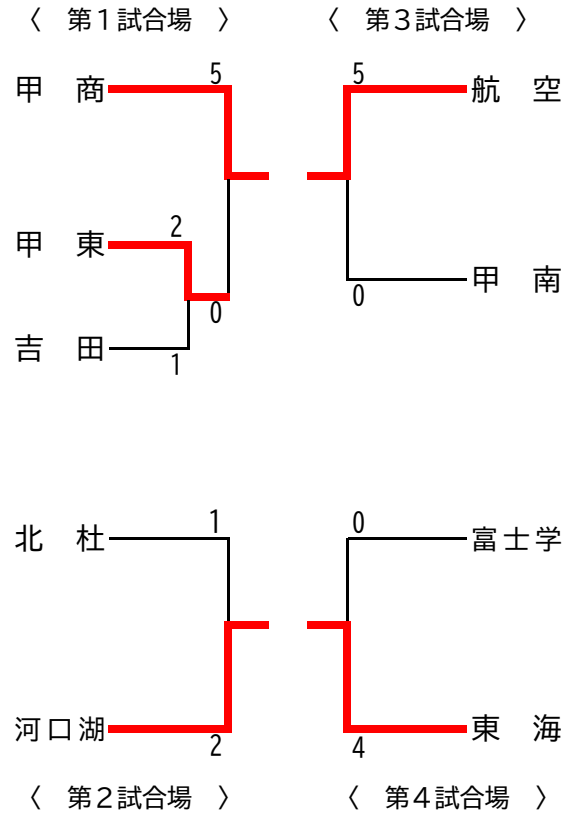 〈　第１試合場　〉
〈　第３試合場　〉
5
5
甲　商
航　空
2
甲　東
甲　南
0
0
吉　田
1
1
0
北　杜
富士学
河口湖
東　海
2
4
〈　第２試合場　〉
〈　第４試合場　〉